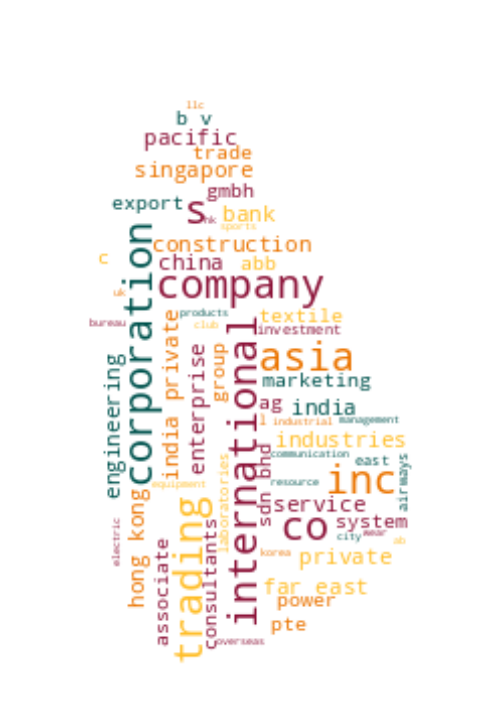 llc
b v
pacific
trade
singapore
gmbh
export
s
hk
bank
sports
corporation
construction
c
china
abb
company
uk
bureau
india private
products
club
textile
international
investment
enterprise
group
asia
engineering
marketing
ag
india
l
industrial
management
industries
sdn bhd
communication
east
laboratories
equipment
resource
inc
airways
hong kong
trading
service
co
system
electric
consultants
city
wear
ab
associate
korea
private
far east
power
pte
overseas